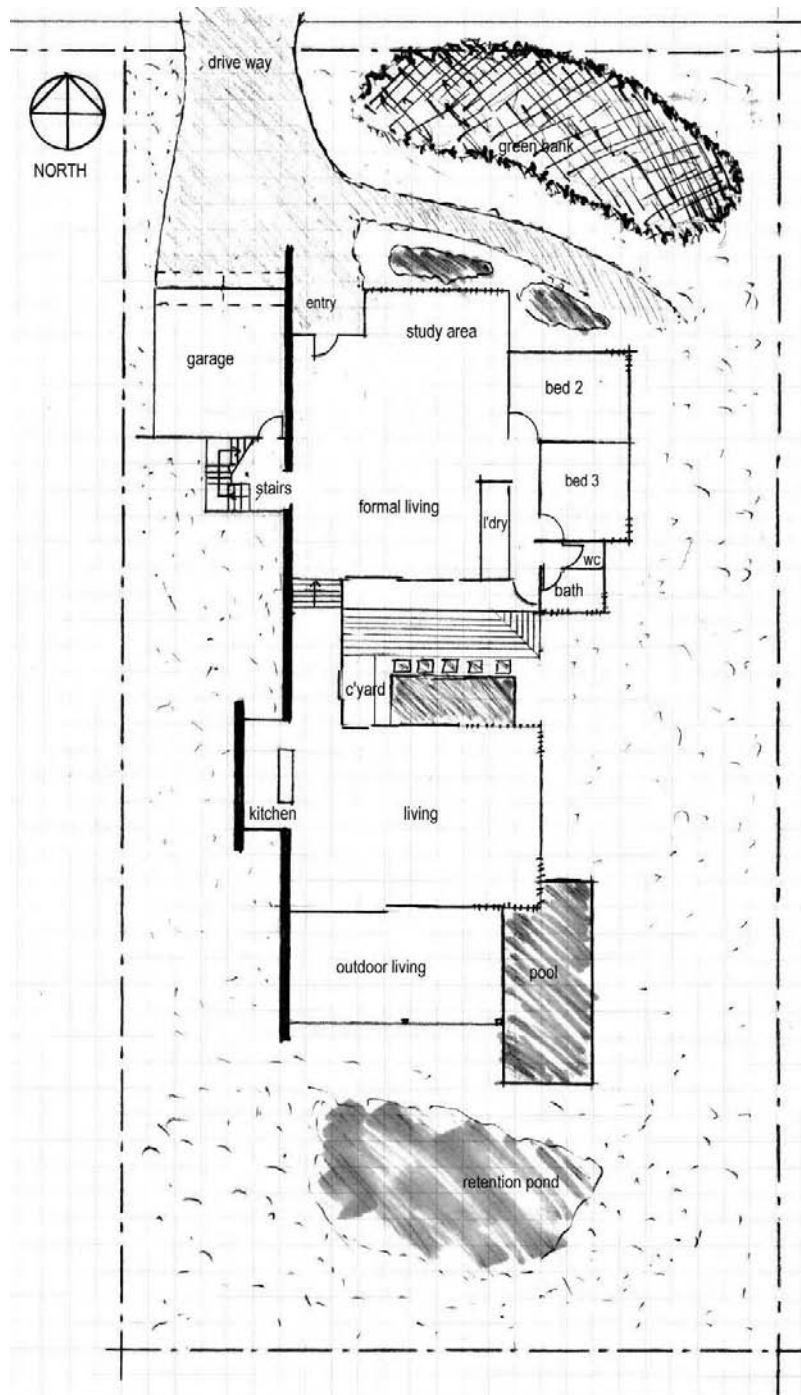 drive way
green bank
NORTH
entry
study area
garage
bed 2
bed 3
stairs
formal living
l'dry
wc
bath
c'yard
kitchen
living
outdoor living
pool
retention pond